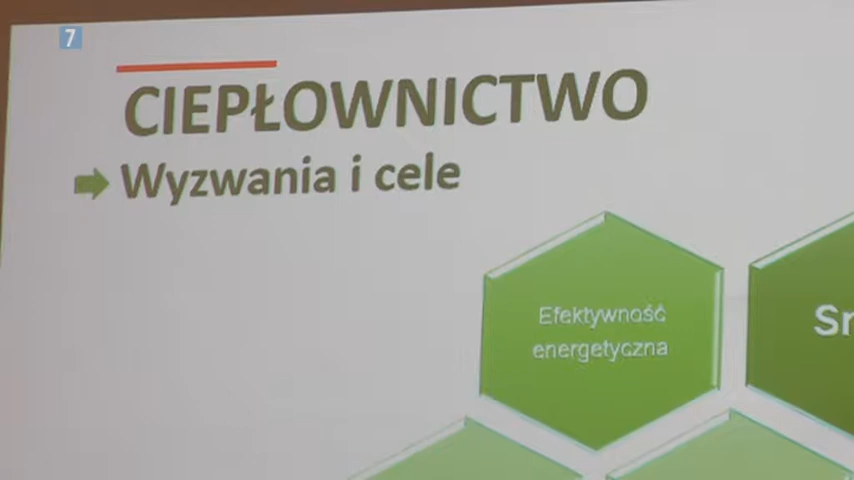 7
CIEPŁOWNICTWO
Wyzwania i cele
Efektywność
energetyczna